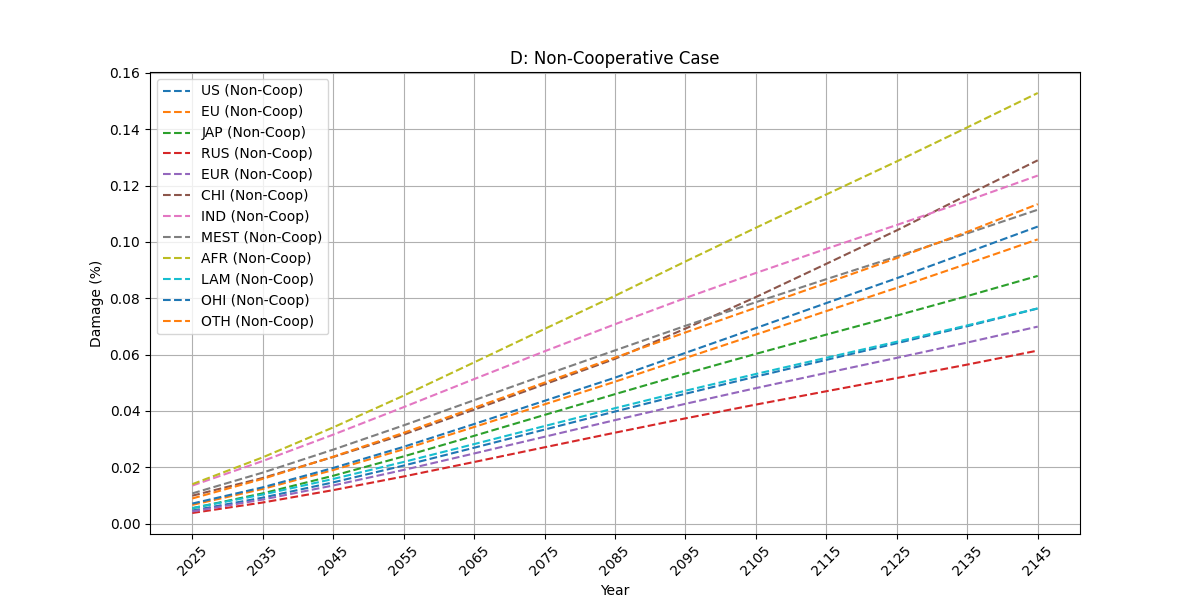 D: Non-Cooperative Case
Damage (%)
0.16
0.14
0.12
0.10
0.08
0.06
0.04
0.02
0.00
US (Non-Coop)
EU (Non-Coop)
JAP (Non-Coop)
RUS (Non-Coop)
EUR (Non-Coop)
CHI (Non-Coop)
IND (Non-Coop)
MEST (Non-Coop)
AFR (Non-Coop)
LAM (Non-Coop)
OHI (Non-Coop)
OTH (Non-Coop)
2025 2035 2045 2055 2065 2075 2085 2095 2105 2115 2125 2135 2145
Year